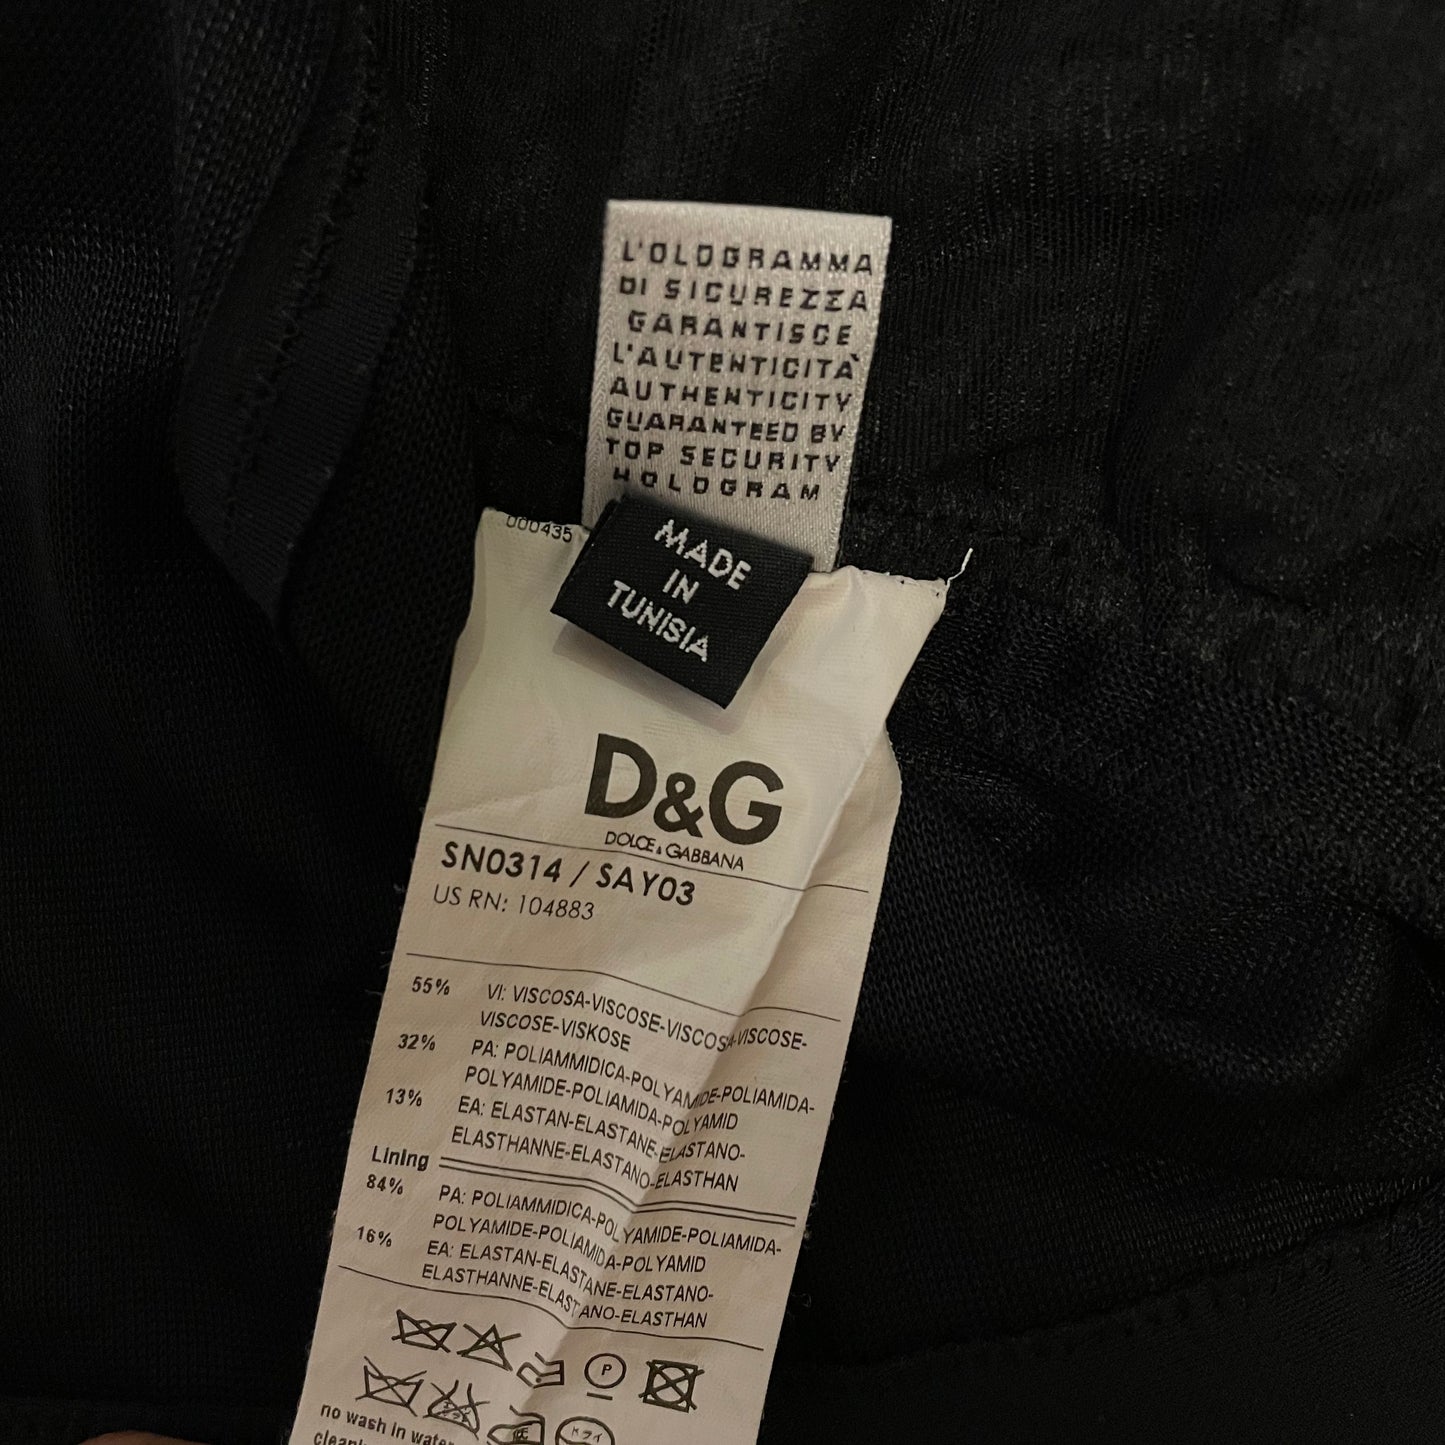 L'OLOGRAMMA
DI SICUREZZA
GARANTISCE
L'AUTENTICITÀ
AUTHENTICITY
GUARANTEED BY
TOP SECURITY
HOLOGRAM
000435
MADE
IN
TUNISIA
D&G
DOLCE & GABBANA
SN0314 / SAY03
US RN: 104883
55% VI: VISCOSA-VISCOSE-VISCOSA-VISCOSE-
VISCOSE-VISKOSE
32% PA: POLIAMMIDICA-POLYAMIDE-POLIAMIDA-
POLYAMIDE-POLIAMIDA-POLYAMID
13% EA: ELASTAN-ELASTANE-ELASTANO-
ELASTHANNE-ELASTANO-ELASTHAN
Lining
84% PA: POLIAMMIDICA-POLYAMIDE-POLIAMIDA-
POLYAMIDE-POLIAMIDA-POLYAMID
16% EA: ELASTAN-ELASTANE-ELASTANO-
ELASTHANNE-ELASTANO-ELASTHAN
P
ドライ
no wash in water